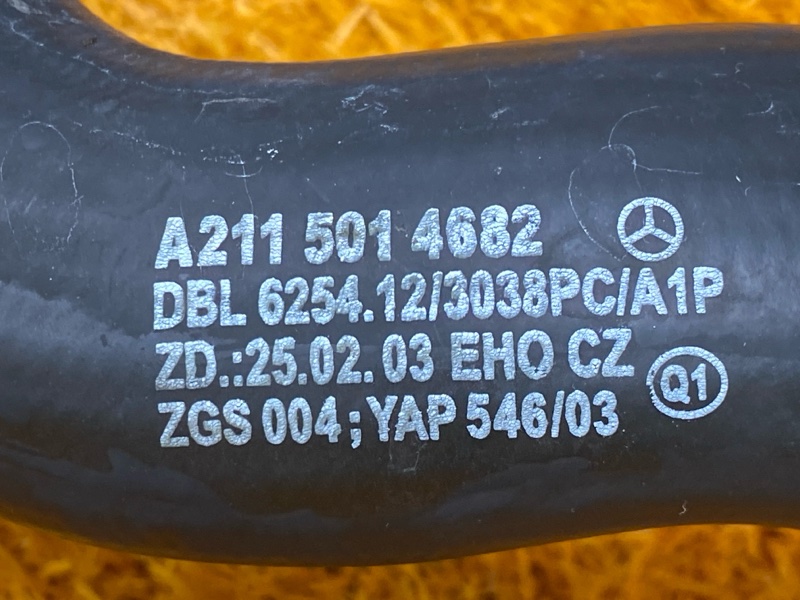 A211 501 4682
DBL 6254.12/3038PC/A1P
ZD.:25.02.03 EHO CZ
Q1
ZGS 004; YAP 546/03